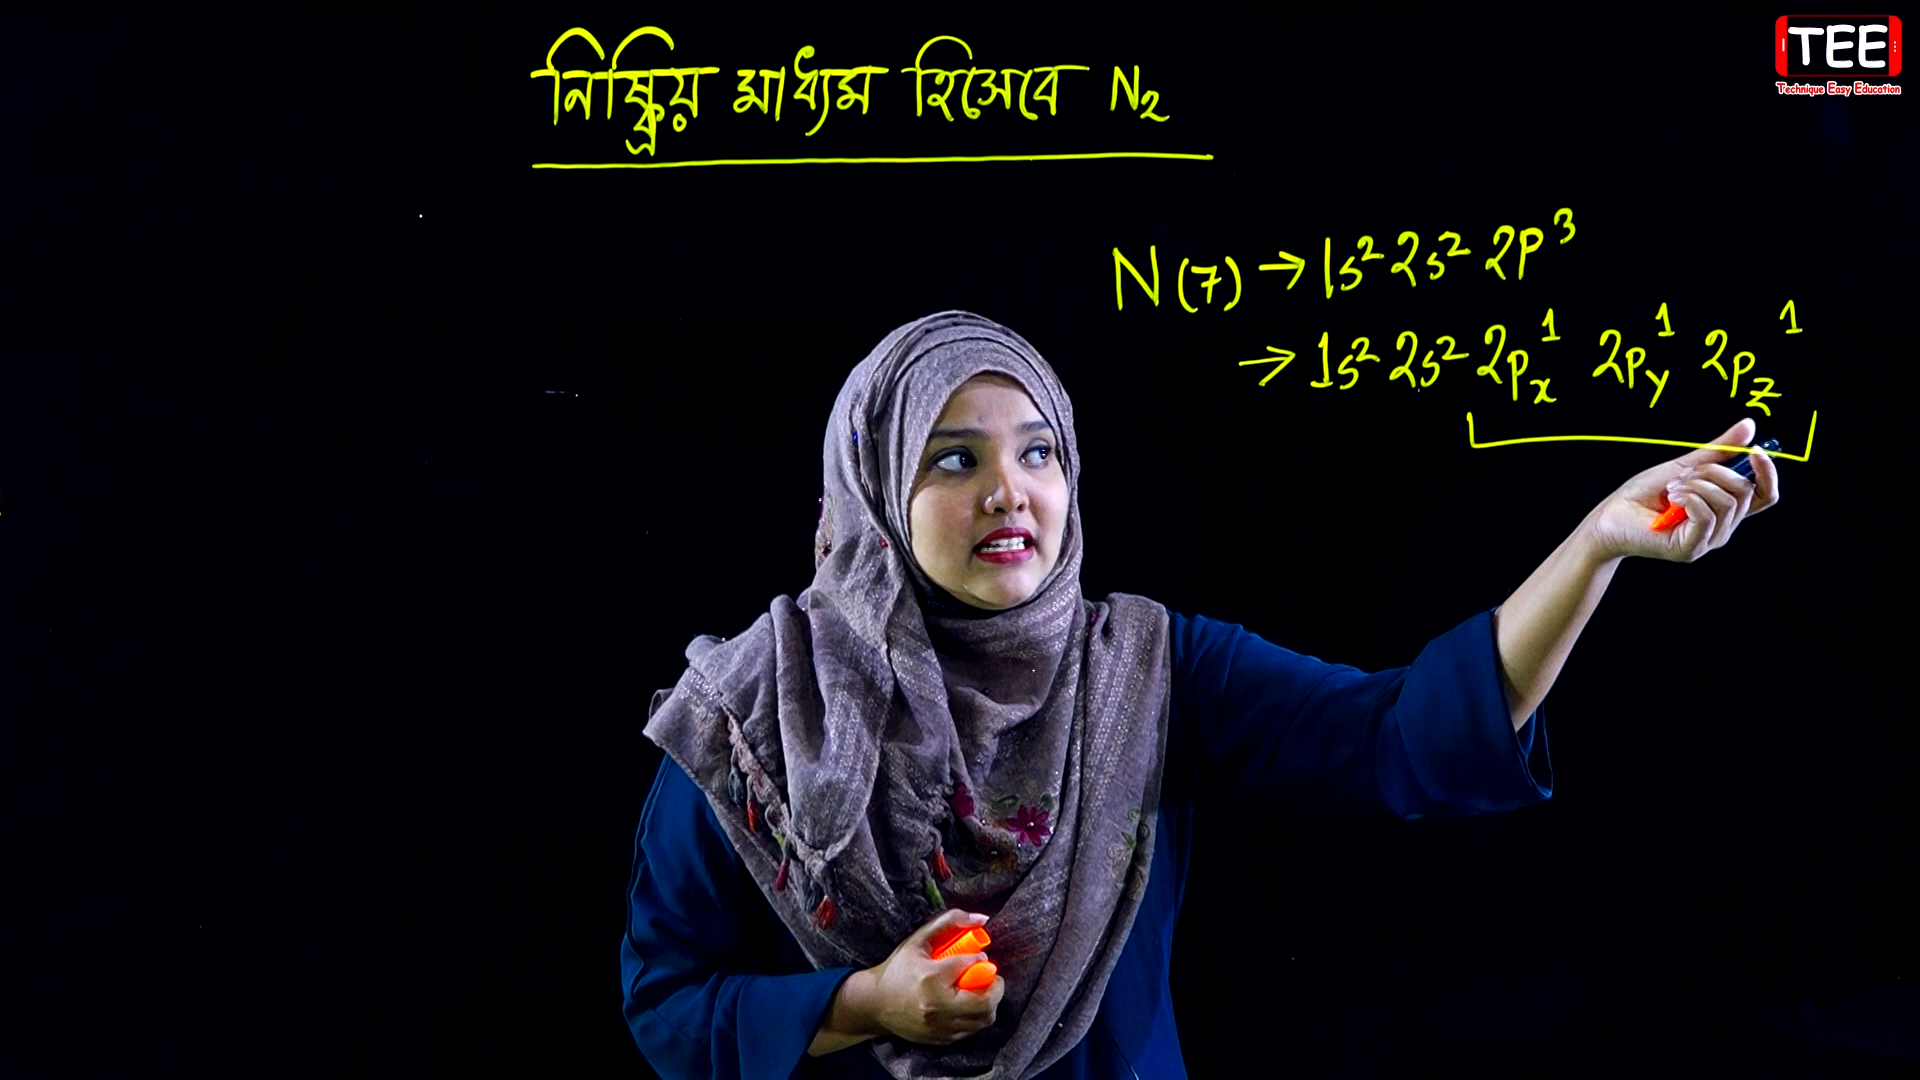 নিষ্ক্রিয় মাধ্যম হিসেবে N₂
TEE
Technique Easy Education
N (7) → 1s² 2s² 2p³
→ 1s² 2s² 2pₓ¹ 2p_y¹ 2p_z¹